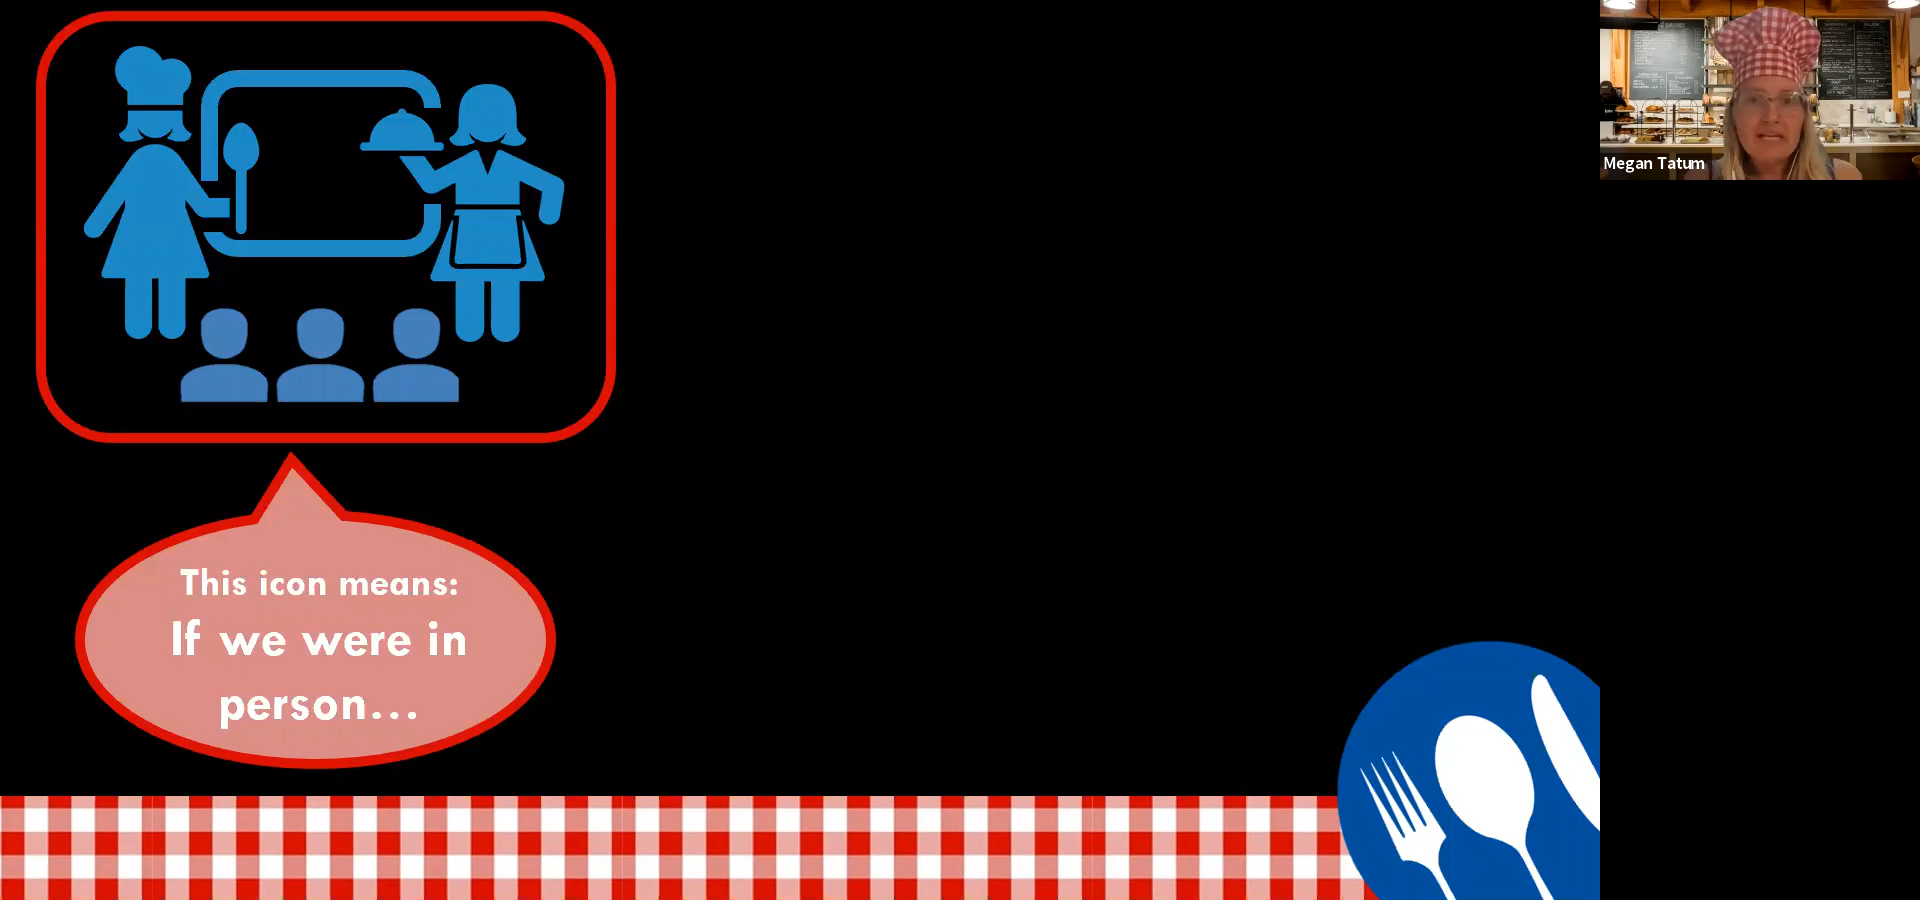 This icon means:
If we were in
person...
Megan Tatum